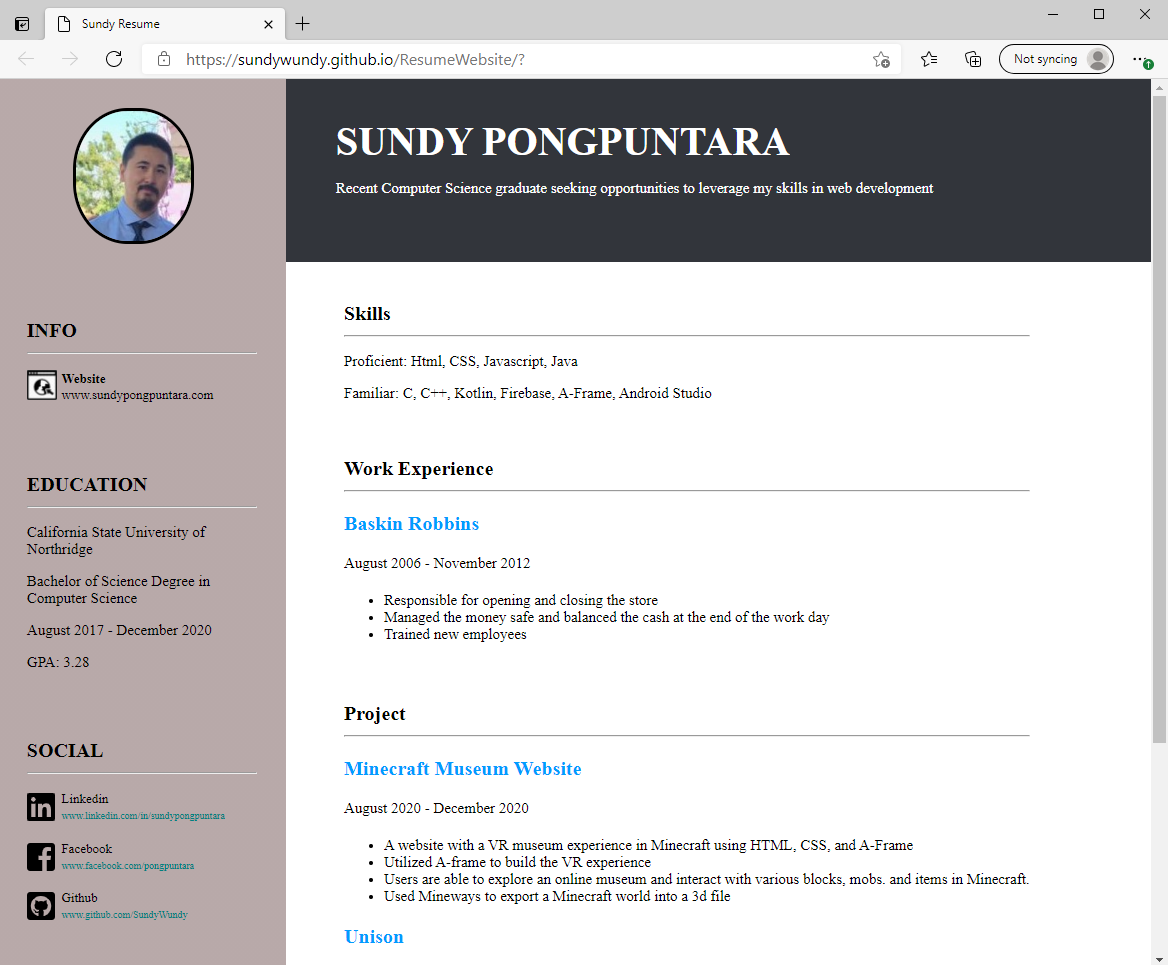 Sundy Resume
https://sundywundy.github.io/ResumeWebsite/?
Not syncing
SUNDY PONGPUNTARA
Recent Computer Science graduate seeking opportunities to leverage my skills in web development
INFO
Website
www.sundypongpuntara.com
EDUCATION
California State University of
Northridge
Bachelor of Science Degree in
Computer Science
August 2017 - December 2020
GPA: 3.28
SOCIAL
Linkedin
www.linkedin.com/in/sundypongpuntara
Facebook
www.facebook.com/pongpuntara
Github
www.github.com/SundyWundy
Skills
Proficient: Html, CSS, Javascript, Java
Familiar: C, C++, Kotlin, Firebase, A-Frame, Android Studio
Work Experience
Baskin Robbins
August 2006 - November 2012
• Responsible for opening and closing the store
• Managed the money safe and balanced the cash at the end of the work day
• Trained new employees
Project
Minecraft Museum Website
August 2020 - December 2020
• A website with a VR museum experience in Minecraft using HTML, CSS, and A-Frame
• Utilized A-frame to build the VR experience
• Users are able to explore an online museum and interact with various blocks, mobs. and items in Minecraft.
• Used Mineways to export a Minecraft world into a 3d file
Unison